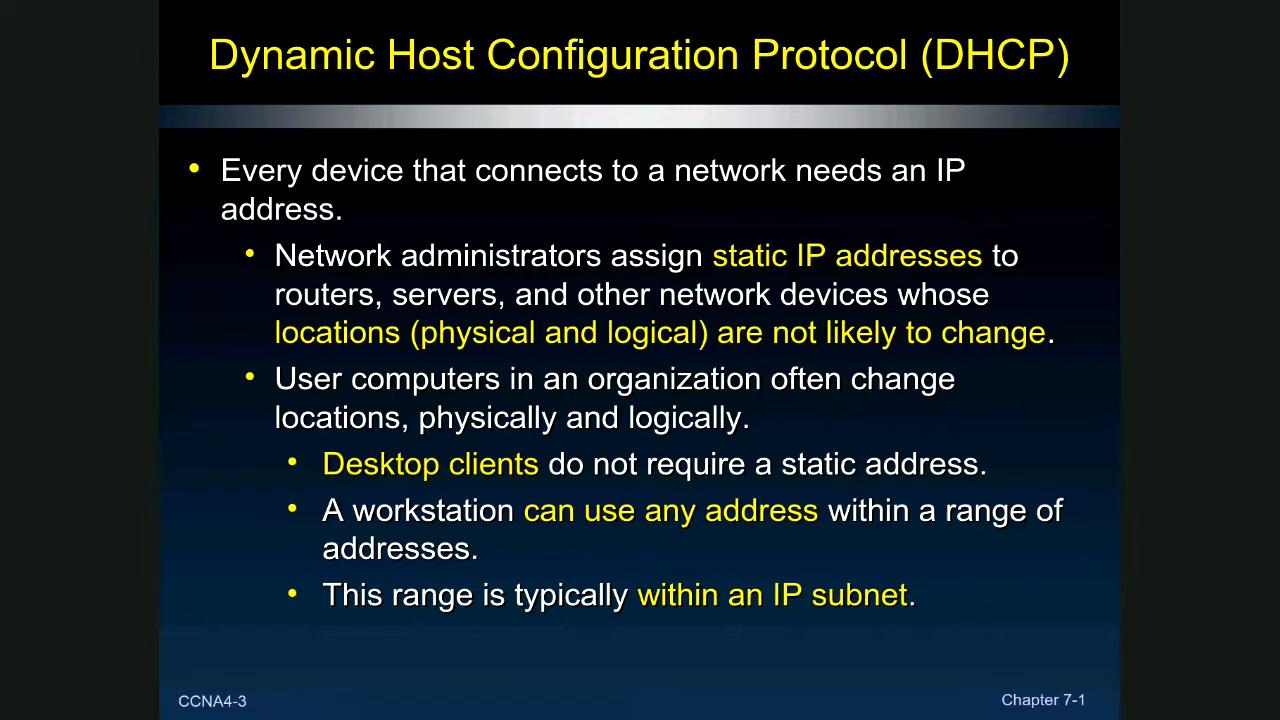 Dynamic Host Configuration Protocol (DHCP)
• Every device that connects to a network needs an IP
address.
• Network administrators assign static IP addresses to
routers, servers, and other network devices whose
locations (physical and logical) are not likely to change.
• User computers in an organization often change
locations, physically and logically.
• Desktop clients do not require a static address.
• A workstation can use any address within a range of
addresses.
• This range is typically within an IP subnet.
CCNA4-3
Chapter 7-1